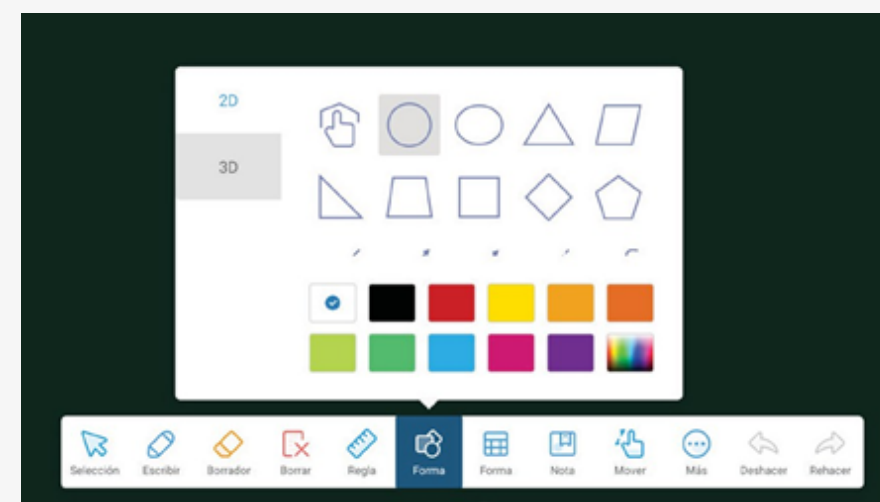 2D
3D
Selección Escribir Borrador Borrar Regla Forma Forma Nota Mover Más Deshacer Rehacer